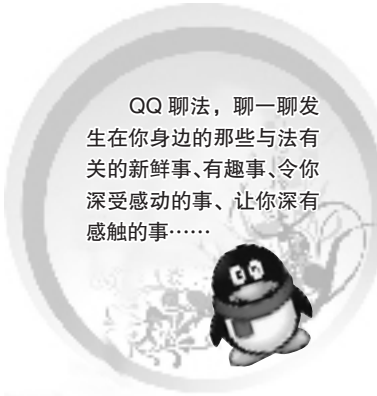 QQ 聊法，聊一聊发
生在你身边的那些与法有
关的新鲜事、有趣事、令你
深受感动的事、让你深有
感触的事……